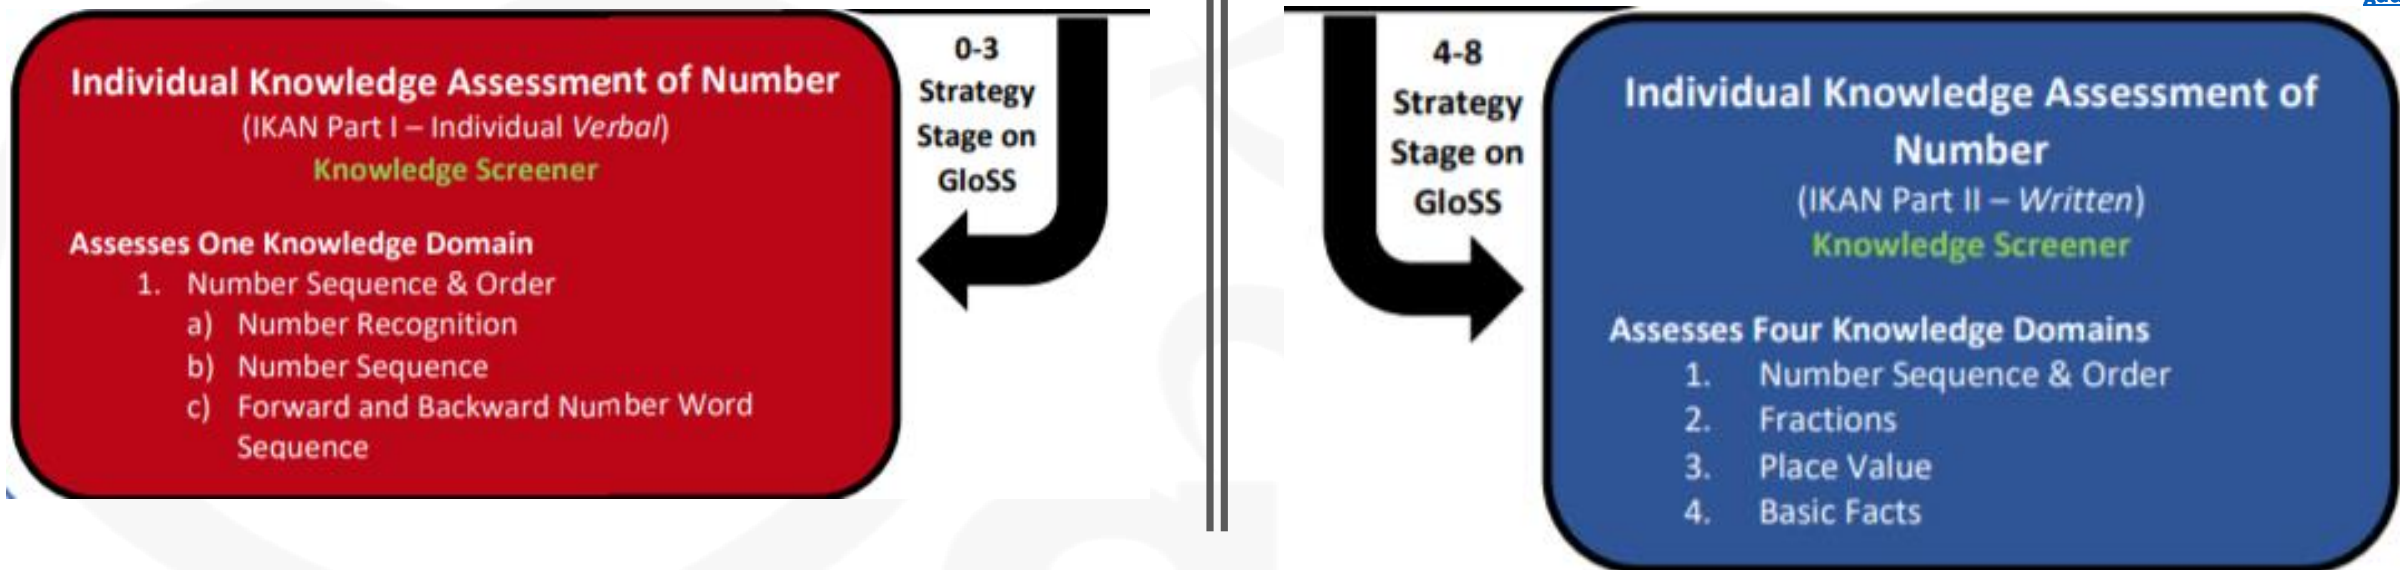 Individual Knowledge Assessment of Number
(IKAN Part I – Individual Verbal)
Knowledge Screener
Assesses One Knowledge Domain
1. Number Sequence & Order
a) Number Recognition
b) Number Sequence
c) Forward and Backward Number Word
Sequence
0-3
Strategy
Stage on
GloSS
4-8
Strategy
Stage on
GloSS
Individual Knowledge Assessment of
Number
(IKAN Part II – Written)
Knowledge Screener
Assesses Four Knowledge Domains
1. Number Sequence & Order
2. Fractions
3. Place Value
4. Basic Facts